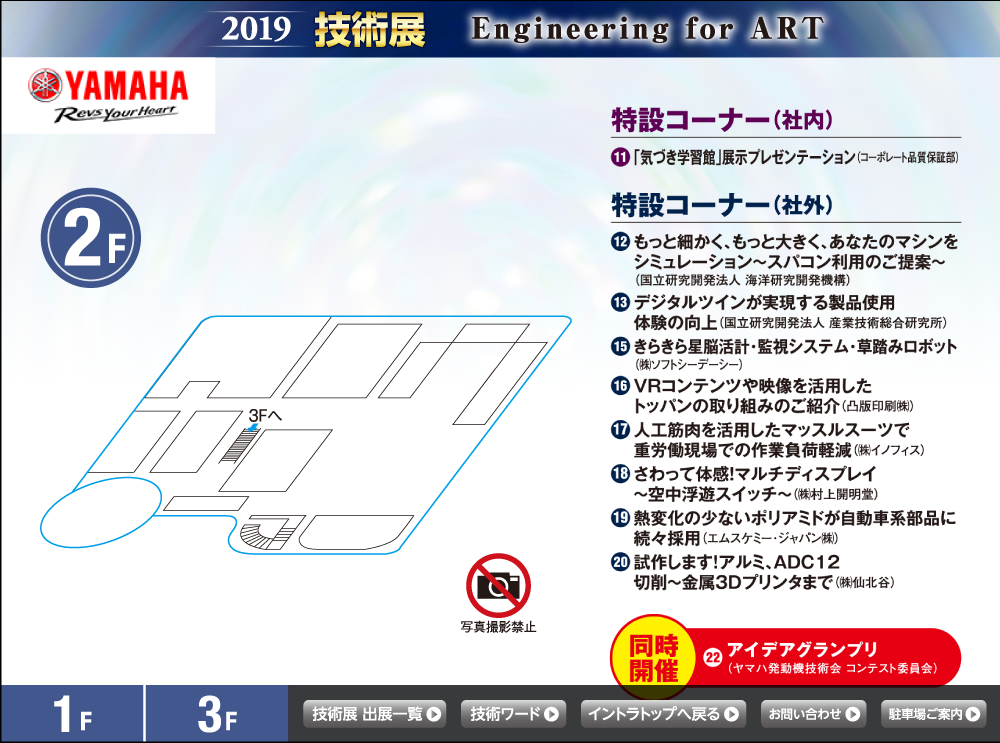 2019 技術展 Engineering for ART
YAMAHA
Revs Your Heart
2F
3Fへ
写真撮影禁止
特設コーナー(社内)
11 「気づき学習館」展示プレゼンテーション(コーポレート品質保証部)
特設コーナー(社外)
12 もっと細かく、もっと大きく、あなたのマシンを
シミュレーション～スパコン利用のご提案～
(国立研究開発法人 海洋研究開発機構)
13 デジタルツインが実現する製品使用
体験の向上(国立研究開発法人 産業技術総合研究所)
15 きらきら星脳活計・監視システム・草踏みロボット
(㈱ソフトシーデーシー)
16 VRコンテンツや映像を活用した
トッパンの取り組みのご紹介(凸版印刷㈱)
17 人工筋肉を活用したマッスルスーツで
重労働現場での作業負荷軽減(㈱イノフィス)
18 さわって体感!マルチディスプレイ
～空中浮遊スイッチ～(㈱村上開明堂)
19 熱変化の少ないポリアミドが自動車系部品に
続々採用(エムスケミー・ジャパン㈱)
20 試作します!アルミ、ADC12
切削～金属3Dプリンタまで(㈱仙北谷)
同時
開催
22 アイデアグランプリ
(ヤマハ発動機技術会 コンテスト委員会)
1F
3F
技術展 出展一覧
技術ワード
イントラトップへ戻る
お問い合わせ
駐車場ご案内